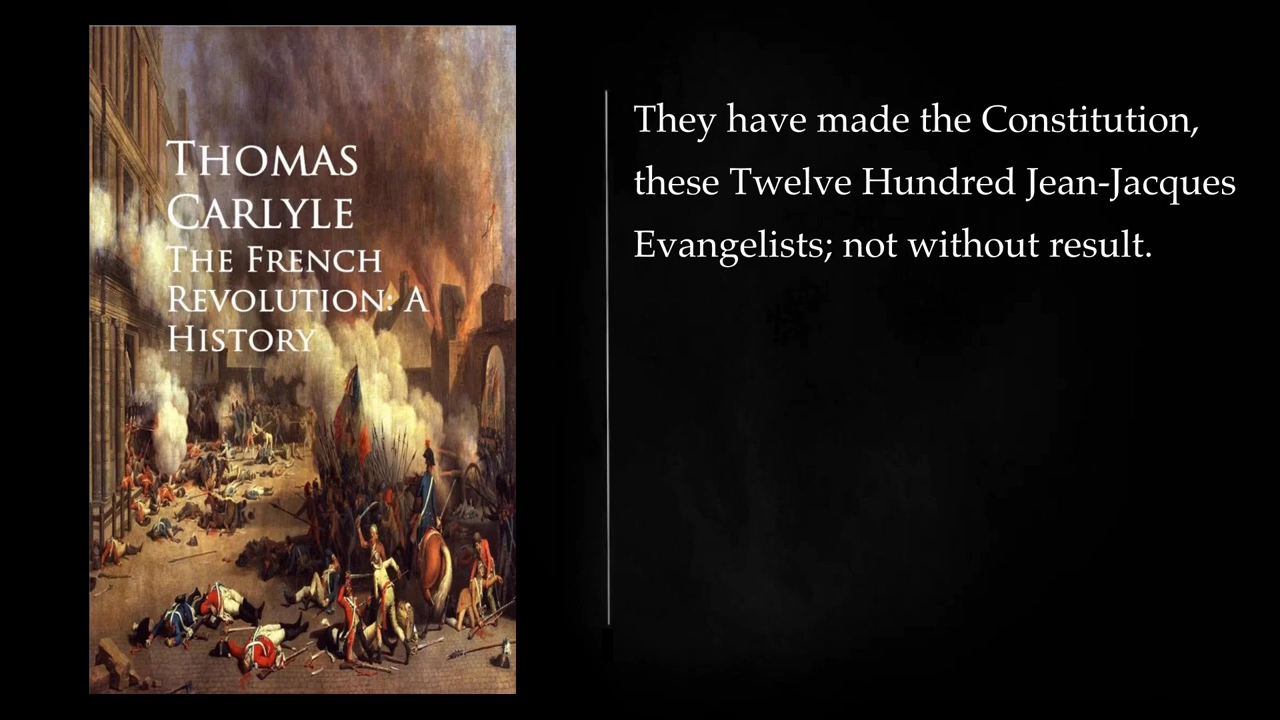 THOMAS
CARLYLE
THE FRENCH
REVOLUTION: A
HISTORY
They have made the Constitution,
these Twelve Hundred Jean-Jacques
Evangelists; not without result.